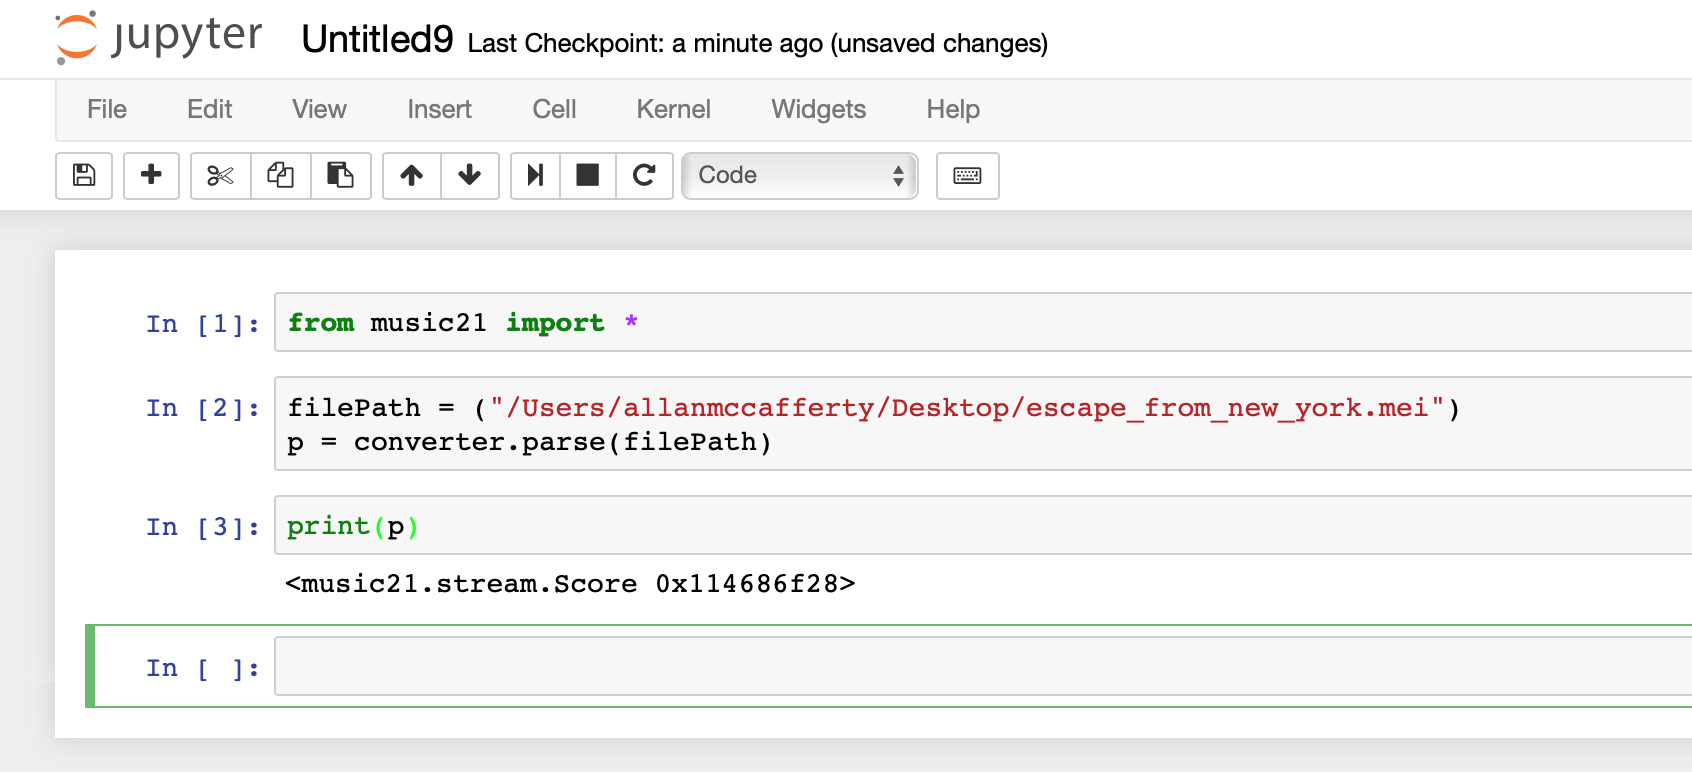 jupyter Untitled9 Last Checkpoint: a minute ago (unsaved changes)
File Edit View Insert Cell Kernel Widgets Help
Code
In [1]: from music21 import *
In [2]: filePath = ("/Users/allanmccafferty/Desktop/escape_from_new_york.mei")
p = converter.parse(filePath)
In [3]: print(p)
<music21.stream.Score 0x114686f28>
In [ ]: